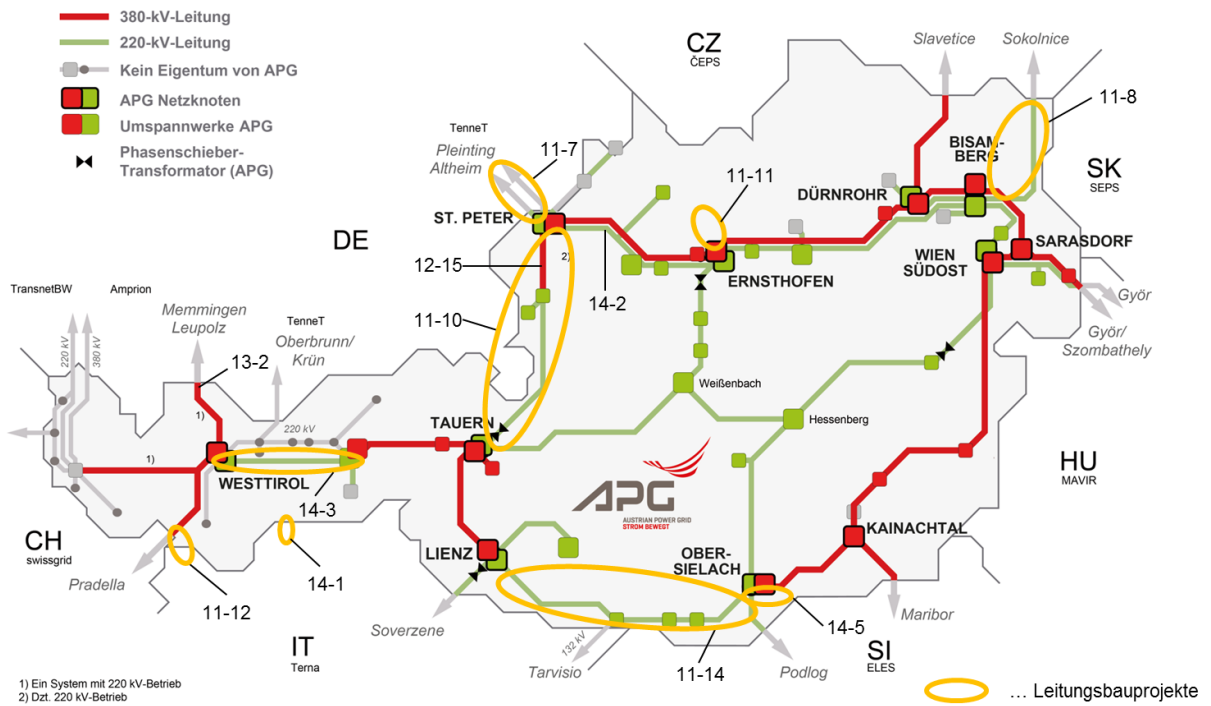 380-kV-Leitung
220-kV-Leitung
Kein Eigentum von APG
APG Netzknoten
Umspannwerke APG
Phasenschieber-
Transformator (APG)
CZ
ČEPS
Slavetice
Sokolnice
11-8
TenneT
Pleinting
Altheim
11-7
BISAM-
BERG
SK
SEPS
11-11
DÜRNROHR
ST. PETER
DE
2)
SARASDORF
WIEN
SÜDOST
12-15
ERNSTHOFEN
14-2
TransnetBW
Amprion
Györ
Memmingen
Leupolz
TenneT
Oberbrunn/
Krün
11-10
Györ/
Szombathely
220 kV
380 kV
13-2
Weißenbach
1)
220 kV
TAUERN
Hessenberg
1)
WESTTIROL
HU
MAVIR
14-3
APG
AUSTRIAN POWER GRID
STROM BEWEGT
KAINACHTAL
CH
swissgrid
LIENZ
OBER-
SIELACH
Pradella
14-1
11-12
Maribor
14-5
Soverzene
IT
Terna
132 kV
SI
ELES
Tarvisio
11-14
Podlog
1) Ein System mit 220 kV-Betrieb
2) Dzt. 220 kV-Betrieb
... Leitungsbauprojekte